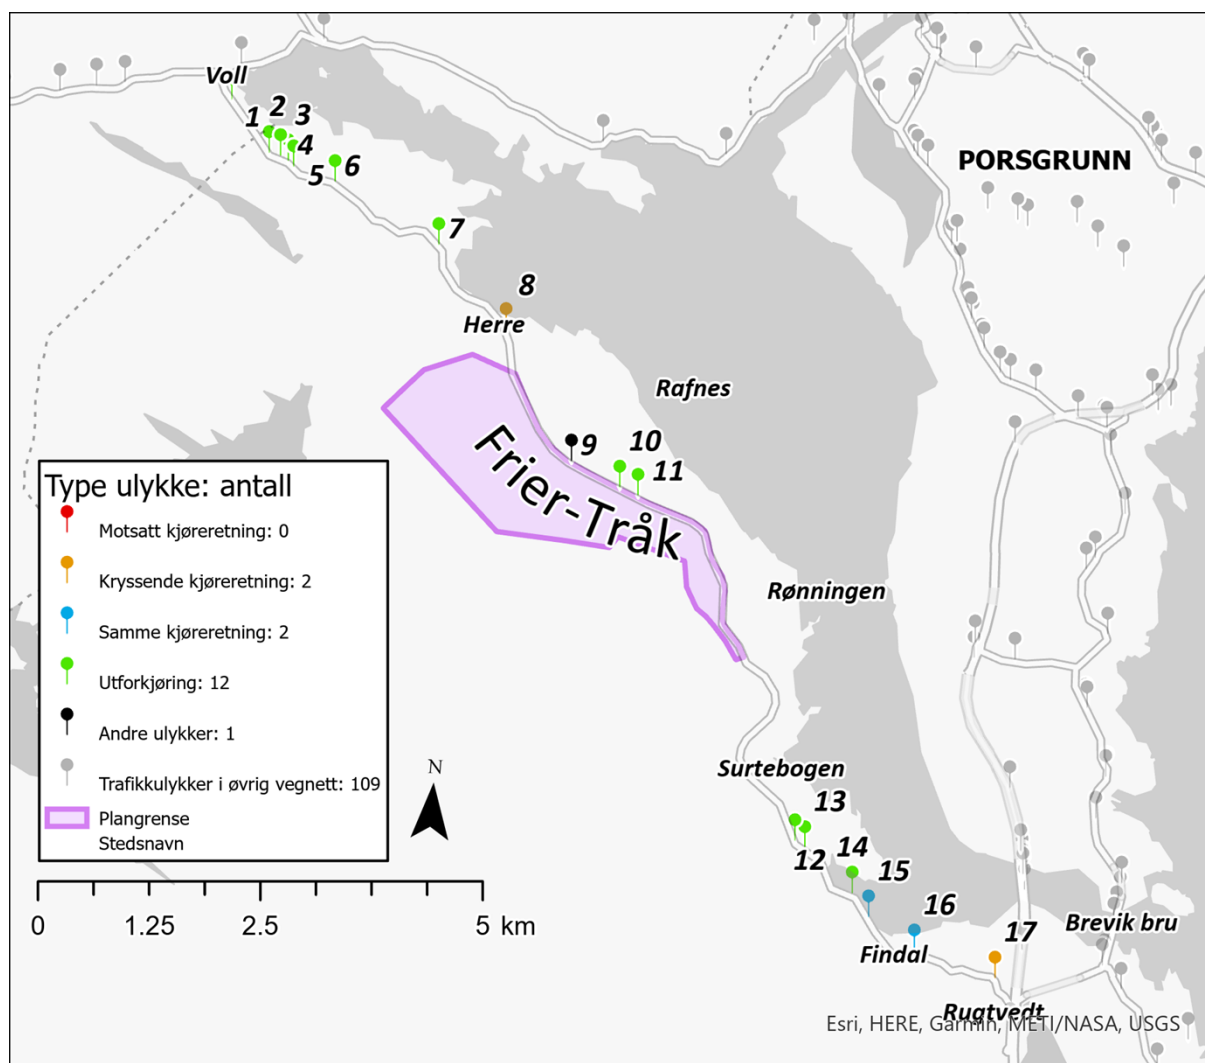 Voll
1
2
3
4
5
6
7
PORSGRUNN
8
Herre
Rafnes
9
10
11
Frier-Tråk
Type ulykke: antall
Motsatt kjøreretning: 0
Kryssende kjøreretning: 2
Samme kjøreretning: 2
Utforkjøring: 12
Andre ulykker: 1
Trafikkulykker i øvrig vegnett: 109
Plangrense
Stedsnavn
N
Rønningen
Surtebogen
13
12
14
15
16
17
Brevik bru
Findal
Rugtvedt
0 1.25 2.5 5 km
Esri, HERE, Garmin, METI/NASA, USGS